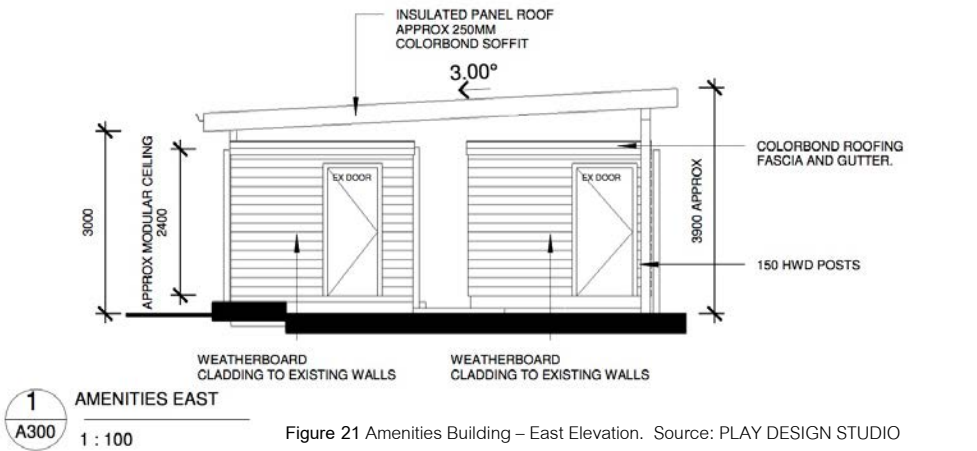 INSULATED PANEL ROOF
APPROX 250MM
COLORBOND SOFFIT
3.00°
COLORBOND ROOFING
FASCIA AND GUTTER.
3000
APPROX MODULAR CEILING
2400
EX DOOR
EX DOOR
3900 APPROX
150 HWD POSTS
WEATHERBOARD
CLADDING TO EXISTING WALLS
WEATHERBOARD
CLADDING TO EXISTING WALLS
1
A300
AMENITIES EAST
1 : 100
Figure 21 Amenities Building – East Elevation. Source: PLAY DESIGN STUDIO